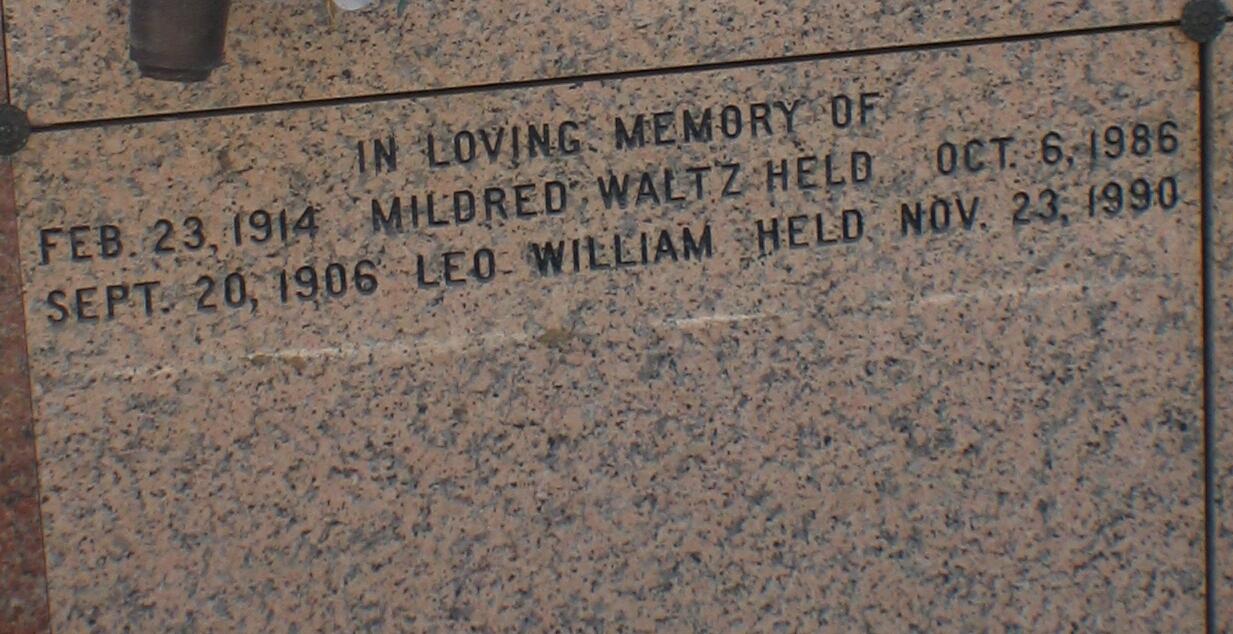 IN LOVING MEMORY OF
FEB. 23, 1914 MILDRED WALTZ HELD OCT. 6, 1986
SEPT. 20, 1906 LEO WILLIAM HELD NOV. 23, 1990